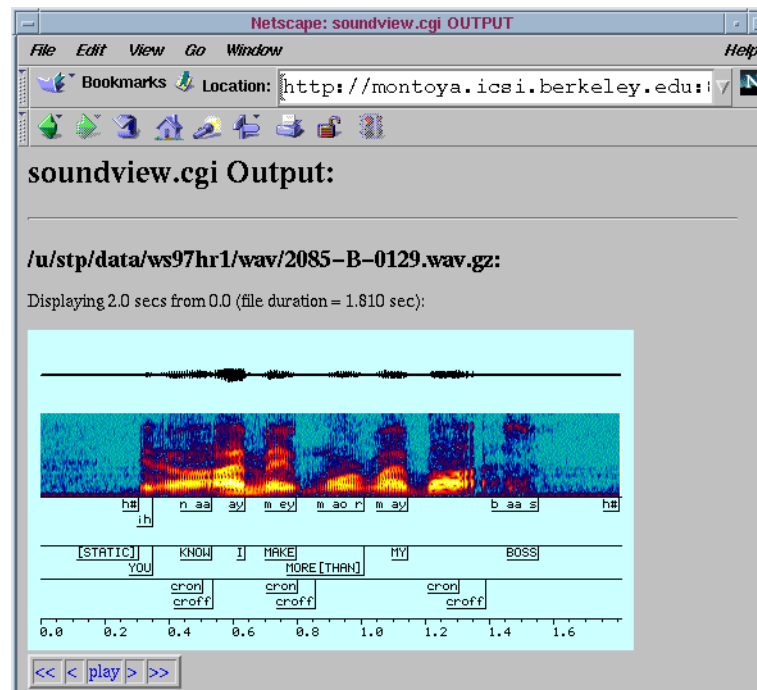 Netscape: soundview.cgi OUTPUT
File Edit View Go Window Help
Bookmarks Location: http://montoya.icsi.berkeley.edu: N
soundview.cgi Output:
/u/stp/data/ws97hr1/wav/2085-B-0129.wav.gz:
Displaying 2.0 secs from 0.0 (file duration = 1.810 sec):
h# n aa ay m ey m ao r m ay b aa s h#
ih
[STATIC] KNOW I MAKE MY BOSS
YOU MORE[THAN]
cron cron cron
croff croff croff
0.0 0.2 0.4 0.6 0.8 1.0 1.2 1.4 1.6
<< < play > >>